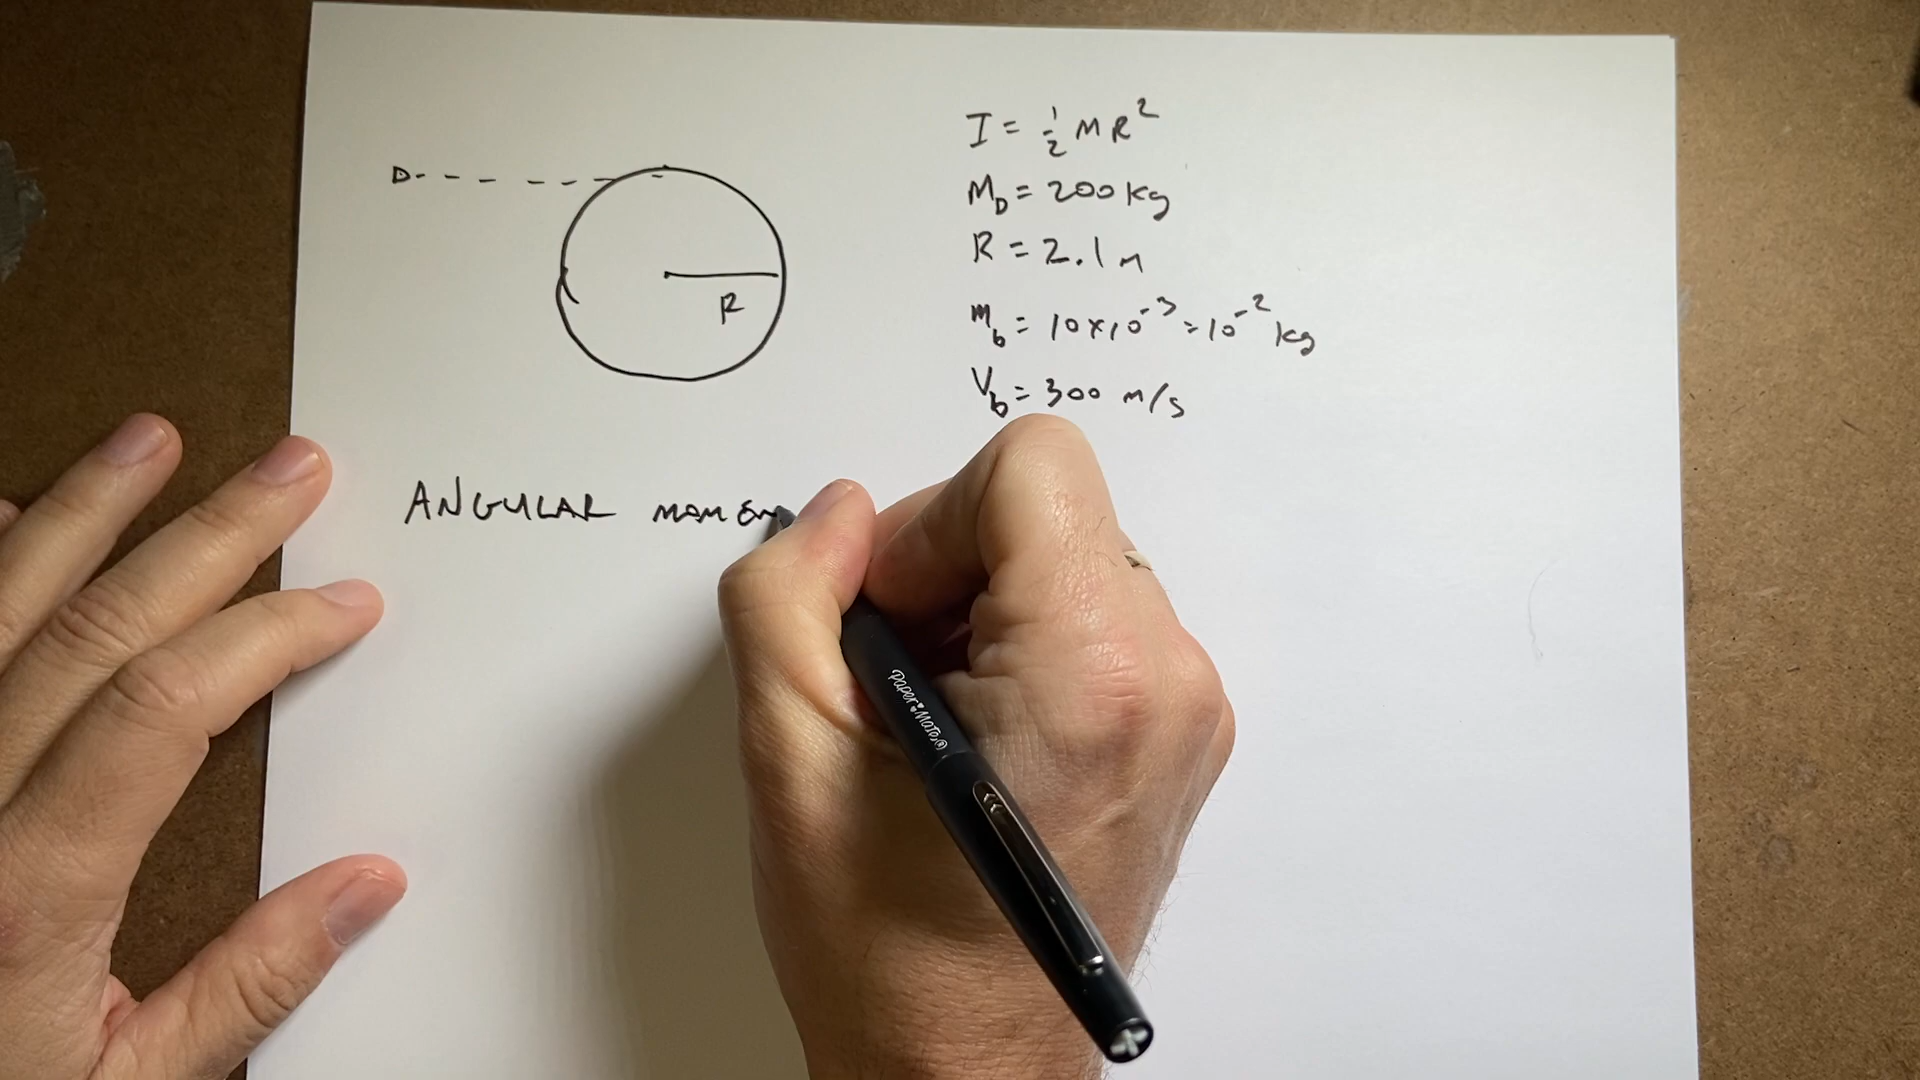 I = 1/2 M R²
M_D = 200 kg
D
R = 2.1 m
R
m_b = 10 x 10⁻³ = 10⁻² kg
V_b = 300 m/s
ANGULAR momen
Paper:Mate®